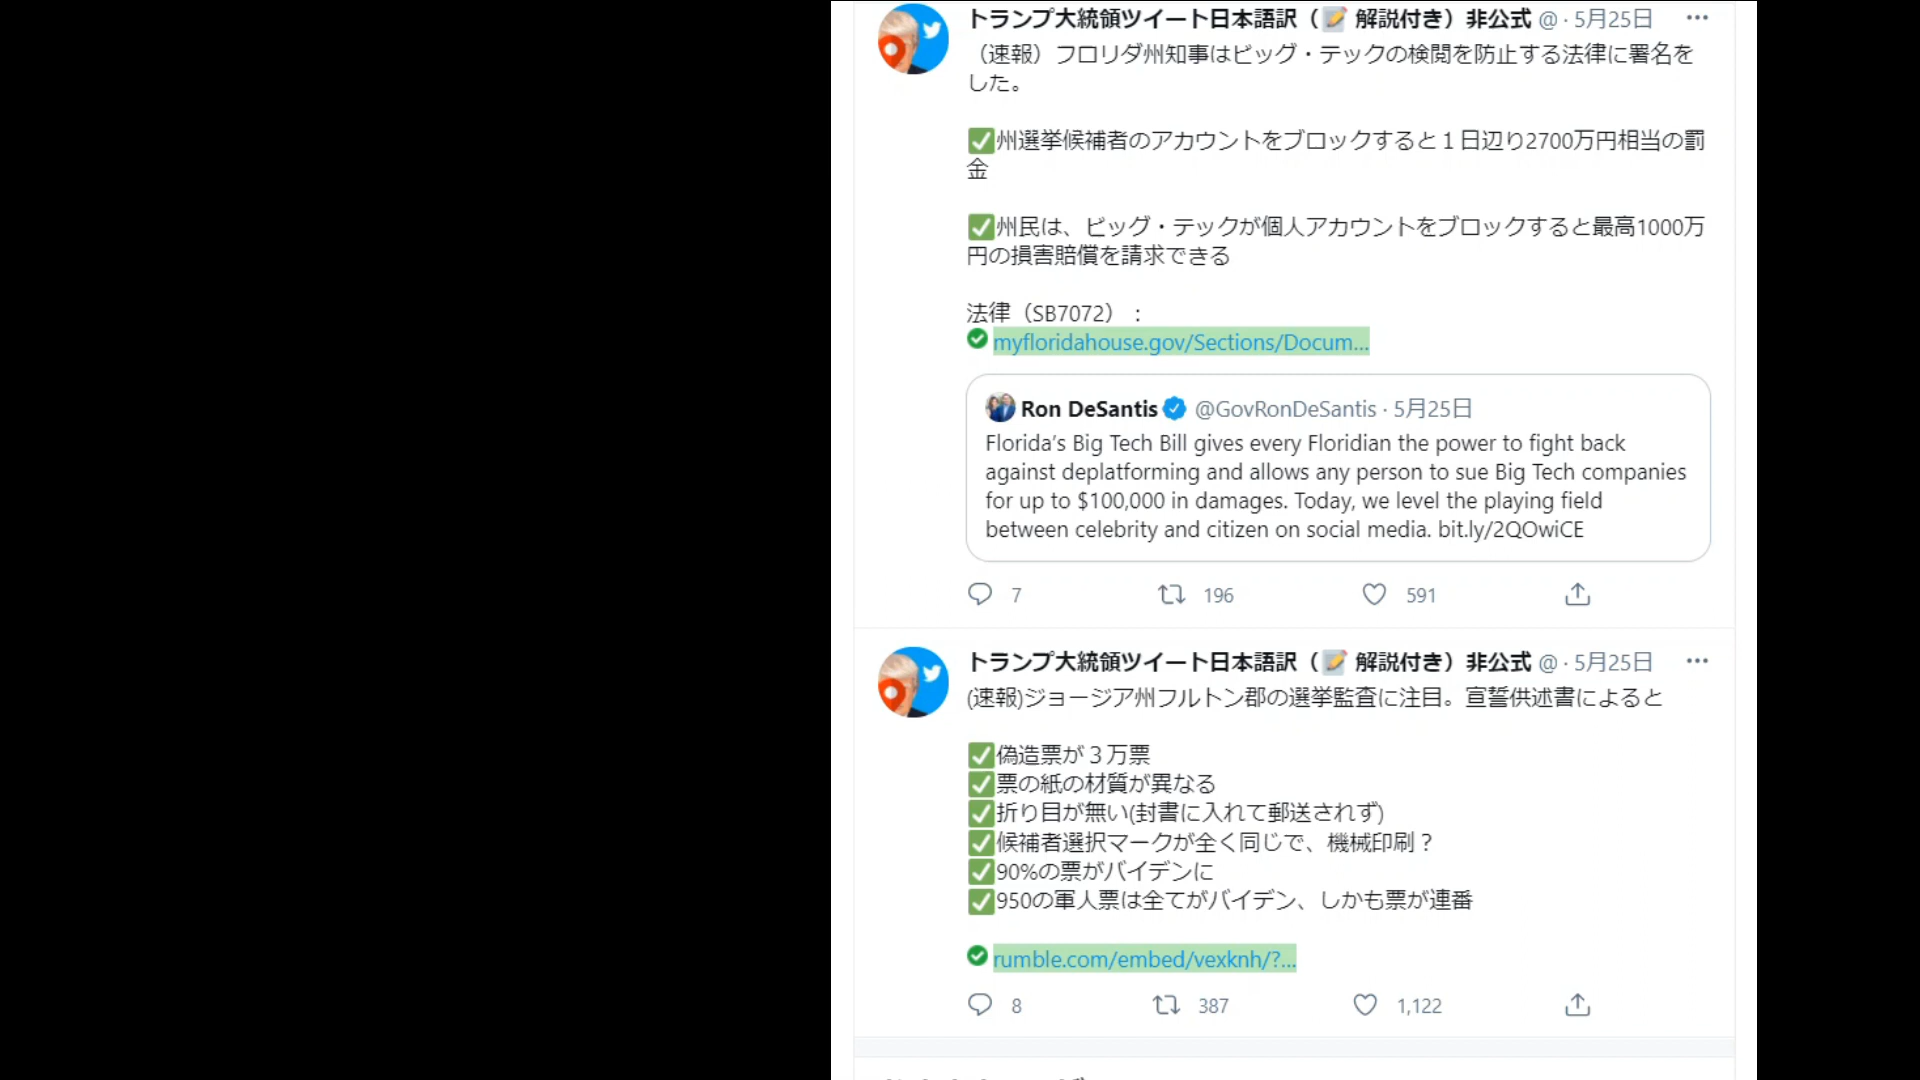 トランプ大統領ツイート日本語訳（📝 解説付き）非公式 @ · 5月25日
（速報）フロリダ州知事はビッグ・テックの検閲を防止する法律に署名を
した。
✅州選挙候補者のアカウントをブロックすると１日辺り2700万円相当の罰
金
✅州民は、ビッグ・テックが個人アカウントをブロックすると最高1000万
円の損害賠償を請求できる
法律（SB7072）：
myfloridahouse.gov/Sections/Docum...
Ron DeSantis @GovRonDeSantis · 5月25日
Florida’s Big Tech Bill gives every Floridian the power to fight back
against deplatforming and allows any person to sue Big Tech companies
for up to $100,000 in damages. Today, we level the playing field
between celebrity and citizen on social media. bit.ly/2QOwiCE
7 196 591
トランプ大統領ツイート日本語訳（📝 解説付き）非公式 @ · 5月25日
(速報)ジョージア州フルトン郡の選挙監査に注目。宣誓供述書によると
✅偽造票が３万票
✅票の紙の材質が異なる
✅折り目が無い(封書に入れて郵送されず)
✅候補者選択マークが全く同じで、機械印刷？
✅90%の票がバイデンに
✅950の軍人票は全てがバイデン、しかも票が連番
rumble.com/embed/vexknh/?...
8 387 1,122